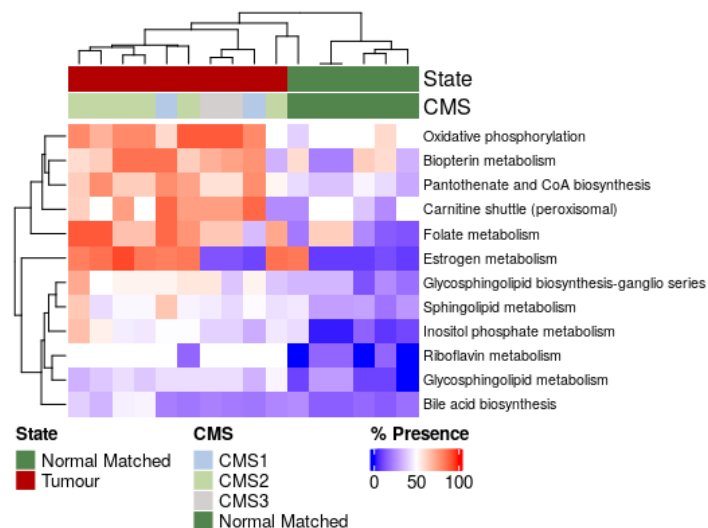 State
CMS
Oxidative phosphorylation
Biopterin metabolism
Pantothenate and CoA biosynthesis
Carnitine shuttle (peroxisomal)
Folate metabolism
Estrogen metabolism
Glycosphingolipid biosynthesis-ganglio series
Sphingolipid metabolism
Inositol phosphate metabolism
Riboflavin metabolism
Glycosphingolipid metabolism
Bile acid biosynthesis
State
Normal Matched
Tumour
CMS
CMS1
CMS2
CMS3
Normal Matched
% Presence
0 50 100